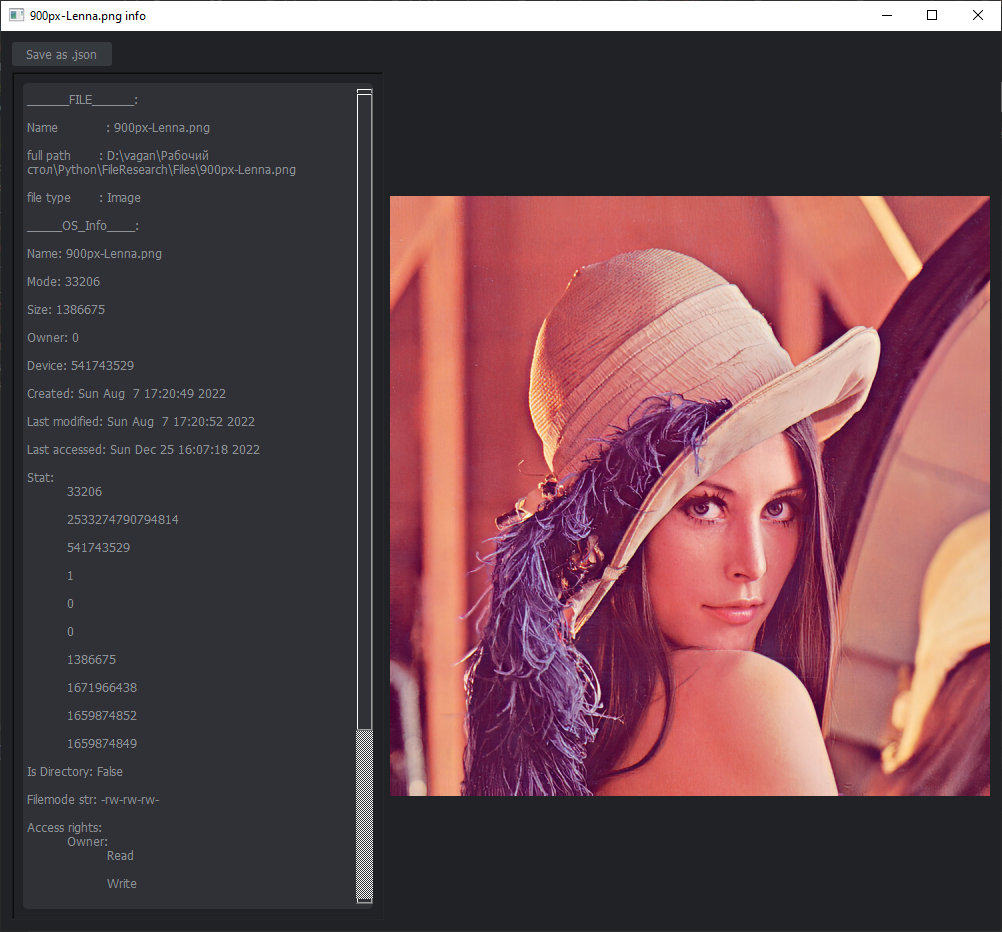 900px-Lenna.png info
Save as .json
______FILE______:
Name : 900px-Lenna.png
full path : D:\vagan\Рабочий
стол\Python\FileResearch\Files\900px-Lenna.png
file type : Image
_____OS_Info____:
Name: 900px-Lenna.png
Mode: 33206
Size: 1386675
Owner: 0
Device: 541743529
Created: Sun Aug 7 17:20:49 2022
Last modified: Sun Aug 7 17:20:52 2022
Last accessed: Sun Dec 25 16:07:18 2022
Stat:
33206
2533274790794814
541743529
1
0
0
1386675
1671966438
1659874852
1659874849
Is Directory: False
Filemode str: -rw-rw-rw-
Access rights:
Owner:
Read
Write